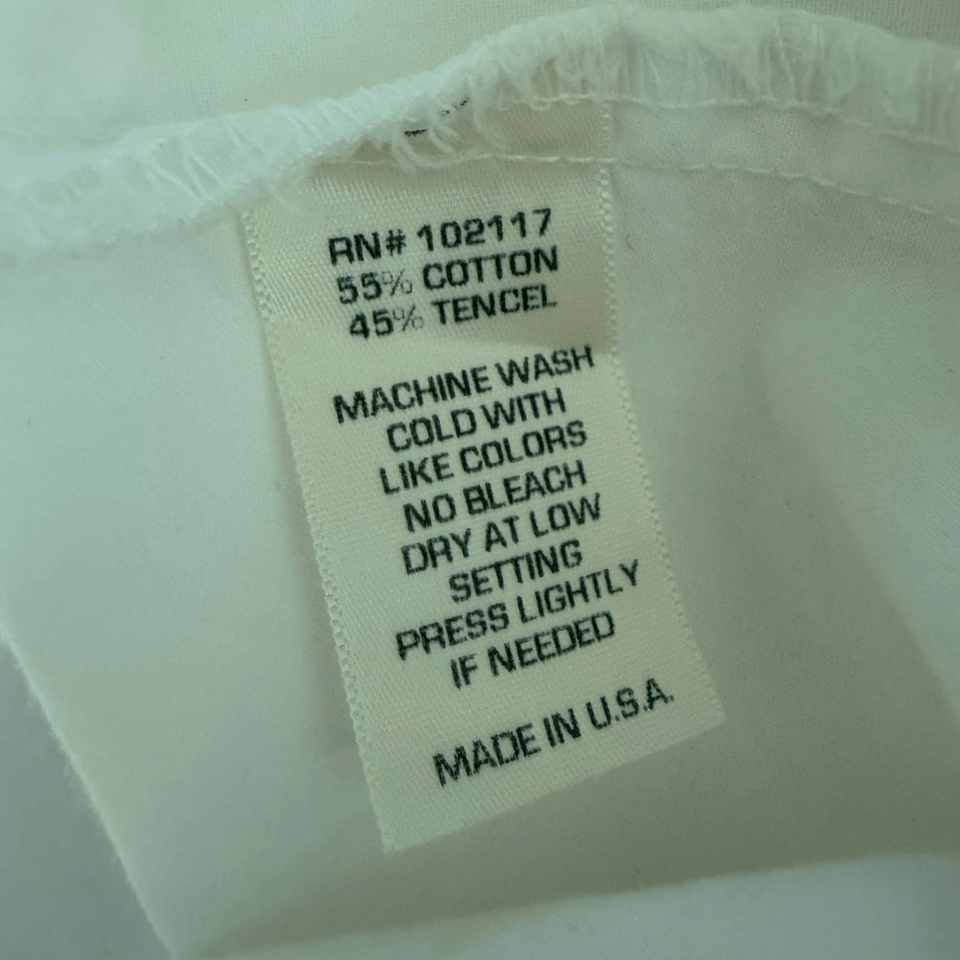 RN# 102117
55% COTTON
45% TENCEL
MACHINE WASH
COLD WITH
LIKE COLORS
NO BLEACH
DRY AT LOW
SETTING
PRESS LIGHTLY
IF NEEDED
MADE IN U.S.A.